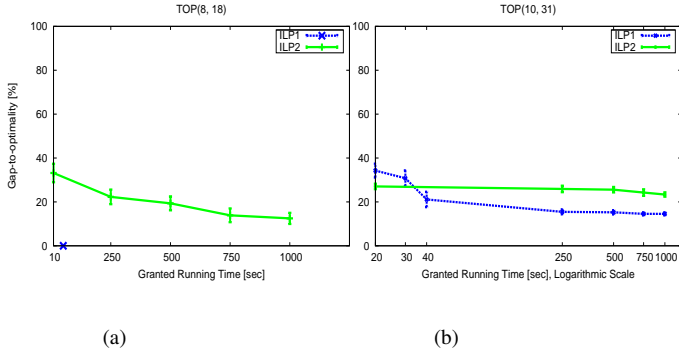 TOP(8, 18)
Gap-to-optimality [%]
100
80
60
40
20
0
ILP1
ILP2
10
250
500
750
1000
Granted Running Time [sec]
(a)
TOP(10, 31)
100
80
60
40
20
0
ILP1
ILP2
20
30
40
250
500
750
1000
Granted Running Time [sec], Logarithmic Scale
(b)